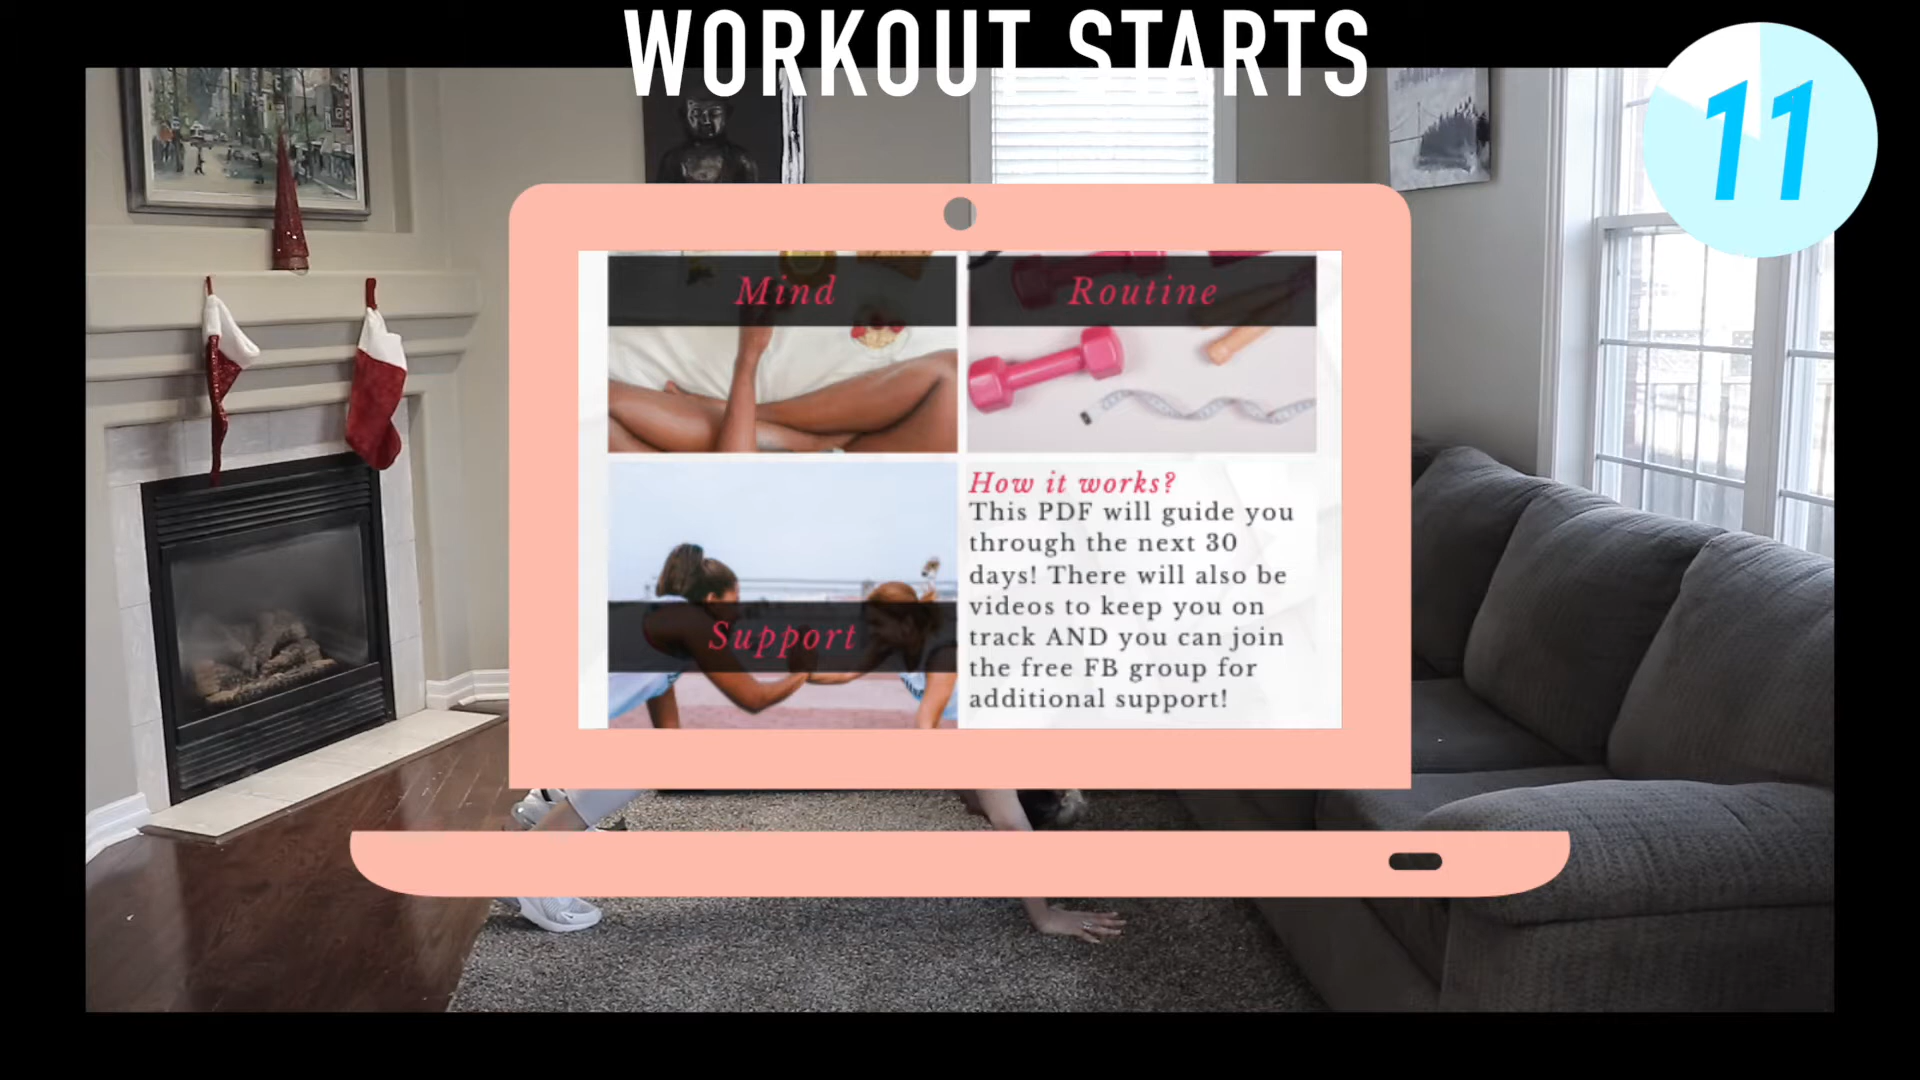 WORKOUT STARTS
11
Mind
Routine
How it works?
This PDF will guide you
through the next 30
days! There will also be
videos to keep you on
track AND you can join
the free FB group for
additional support!
Support